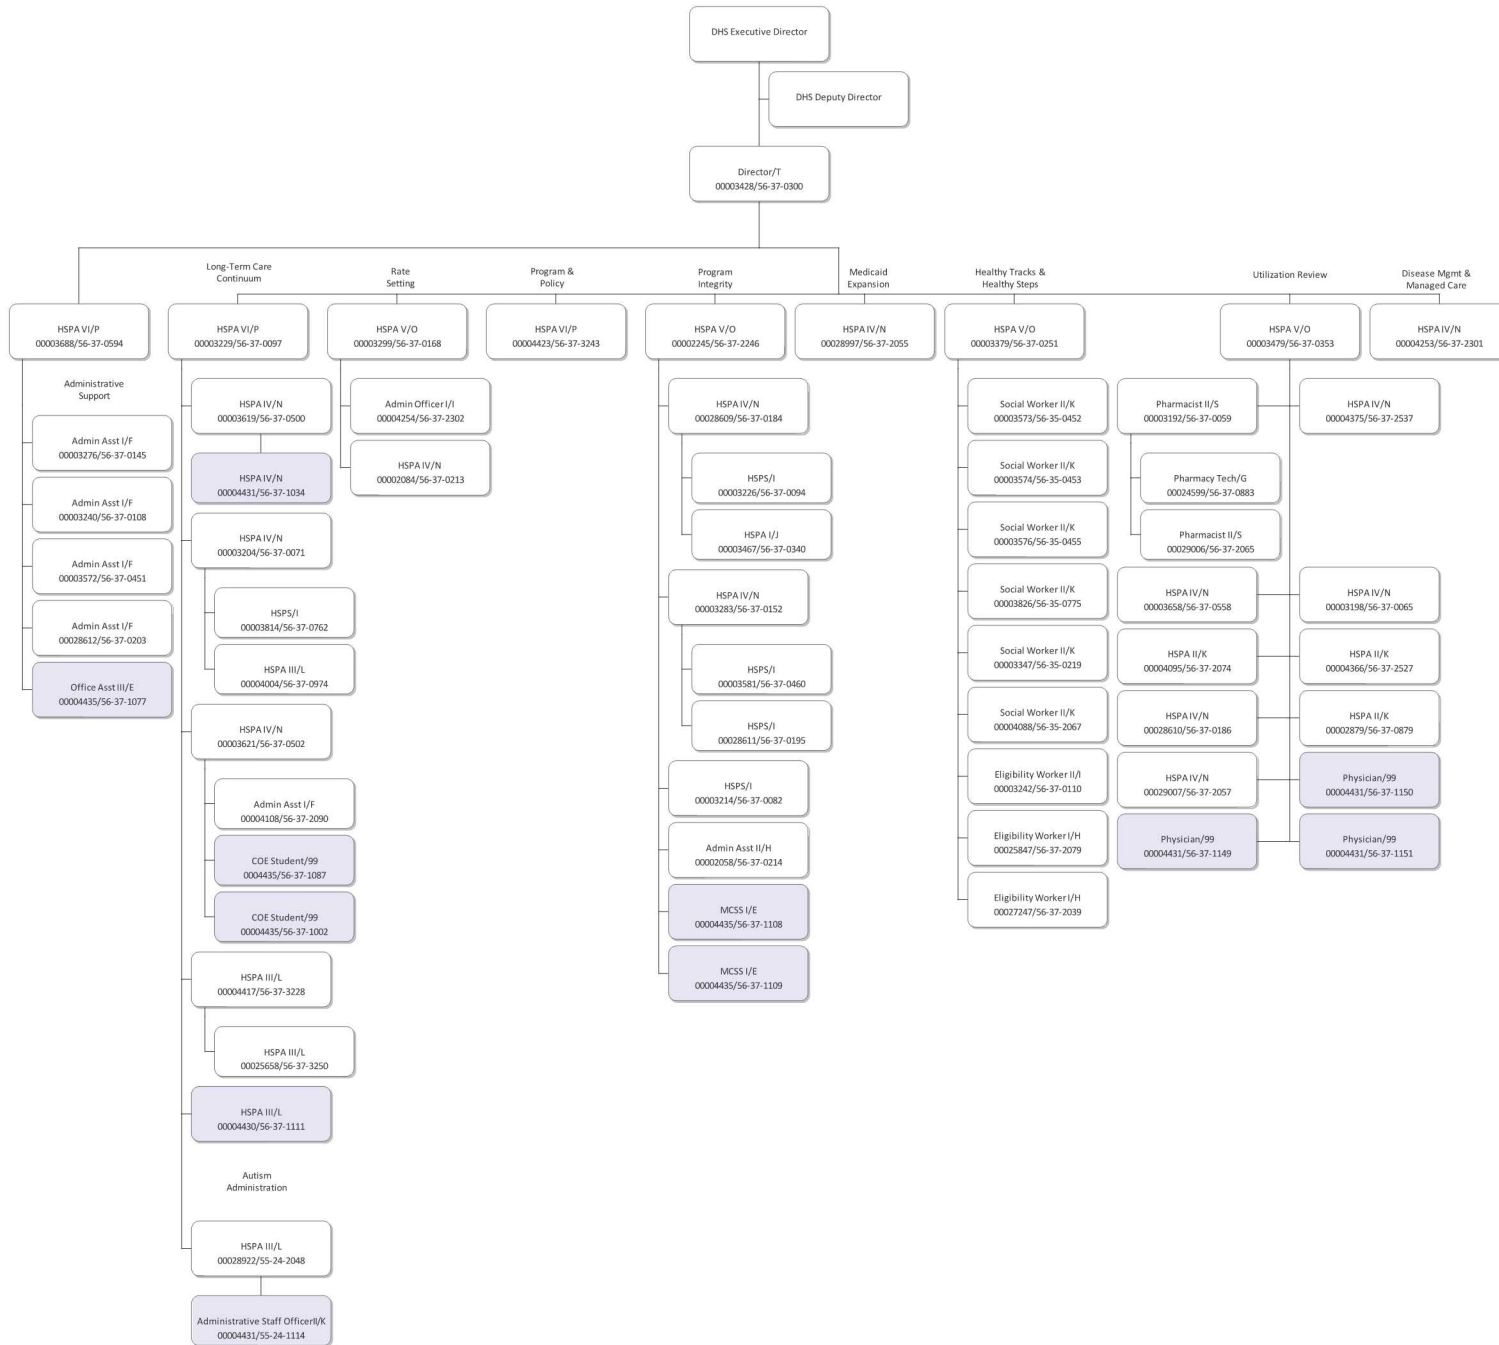 DHS Executive Director
DHS Deputy Director
Director/T
00003428/56-37-0300
Long-Term Care
Continuum
Rate
Setting
Program &
Policy
Program
Integrity
Medicaid
Expansion
Healthy Tracks &
Healthy Steps
Utilization Review
Disease Mgmt &
Managed Care
HSPA VI/P
00003688/56-37-0594
HSPA VI/P
00003229/56-37-0097
HSPA V/O
00003299/56-37-0168
HSPA VI/P
00004423/56-37-3243
HSPA V/O
00002245/56-37-2246
HSPA IV/N
00028997/56-37-2055
HSPA V/O
00003379/56-37-0251
HSPA V/O
00003479/56-37-0353
HSPA IV/N
00004253/56-37-2301
Administrative
Support
Admin Asst I/F
00003276/56-37-0145
Admin Asst I/F
00003240/56-37-0108
Admin Asst I/F
00003572/56-37-0451
Admin Asst I/F
00028612/56-37-0203
Office Asst III/E
00004435/56-37-1077
HSPA IV/N
00003619/56-37-0500
HSPA IV/N
00004431/56-37-1034
HSPA IV/N
00003204/56-37-0071
HSPS/I
00003814/56-37-0762
HSPA III/L
00004004/56-37-0974
HSPA IV/N
00003621/56-37-0502
Admin Asst I/F
00004108/56-37-2090
COE Student/99
0004435/56-37-1087
COE Student/99
00004435/56-37-1002
HSPA III/L
00004417/56-37-3228
HSPA III/L
00025658/56-37-3250
HSPA III/L
00004430/56-37-1111
Autism
Administration
HSPA III/L
00028922/55-24-2048
Administrative Staff OfficerII/K
00004431/55-24-1114
Admin Officer I/I
00004254/56-37-2302
HSPA IV/N
00002084/56-37-0213
HSPA IV/N
00028609/56-37-0184
HSPS/I
00003226/56-37-0094
HSPA I/J
00003467/56-37-0340
HSPA IV/N
00003283/56-37-0152
HSPS/I
00003581/56-37-0460
HSPS/I
00028611/56-37-0195
HSPS/I
00003214/56-37-0082
Admin Asst II/H
00002058/56-37-0214
MCSS I/E
00004435/56-37-1108
MCSS I/E
00004435/56-37-1109
Social Worker II/K
00003573/56-35-0452
Social Worker II/K
00003574/56-35-0453
Social Worker II/K
00003576/56-35-0455
Social Worker II/K
00003826/56-35-0775
Social Worker II/K
00003347/56-35-0219
Social Worker II/K
00004088/56-35-2067
Eligibility Worker II/I
00003242/56-37-0110
Eligibility Worker I/H
00025847/56-37-2079
Eligibility Worker I/H
00027247/56-37-2039
Pharmacist II/S
00003192/56-37-0059
HSPA IV/N
00004375/56-37-2537
Pharmacy Tech/G
00024599/56-37-0883
Pharmacist II/S
00029006/56-37-2065
HSPA IV/N
00003658/56-37-0558
HSPA IV/N
00003198/56-37-0065
HSPA II/K
00004095/56-37-2074
HSPA II/K
00004366/56-37-2527
HSPA IV/N
00028610/56-37-0186
HSPA II/K
00002879/56-37-0879
HSPA IV/N
00029007/56-37-2057
Physician/99
00004431/56-37-1150
Physician/99
00004431/56-37-1149
Physician/99
00004431/56-37-1151